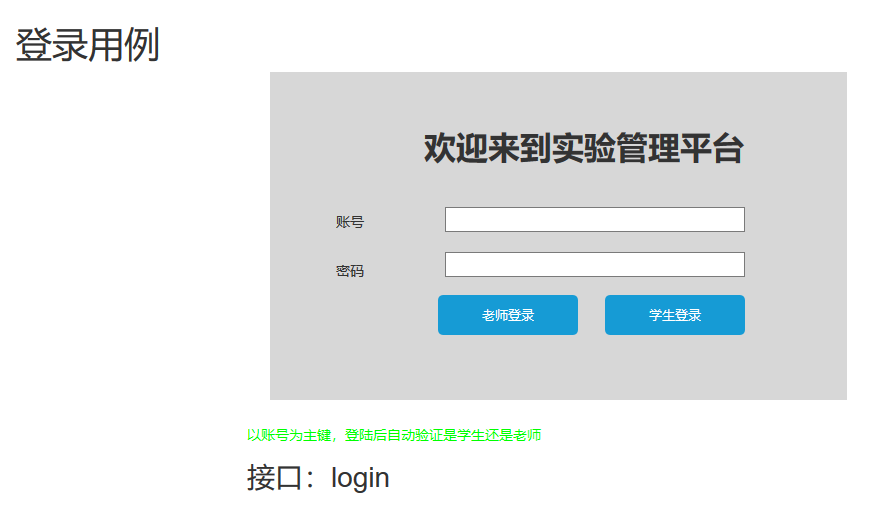 登录用例
欢迎来到实验管理平台
账号
密码
老师登录 学生登录
以账号为主键，登陆后自动验证是学生还是老师
接口：login